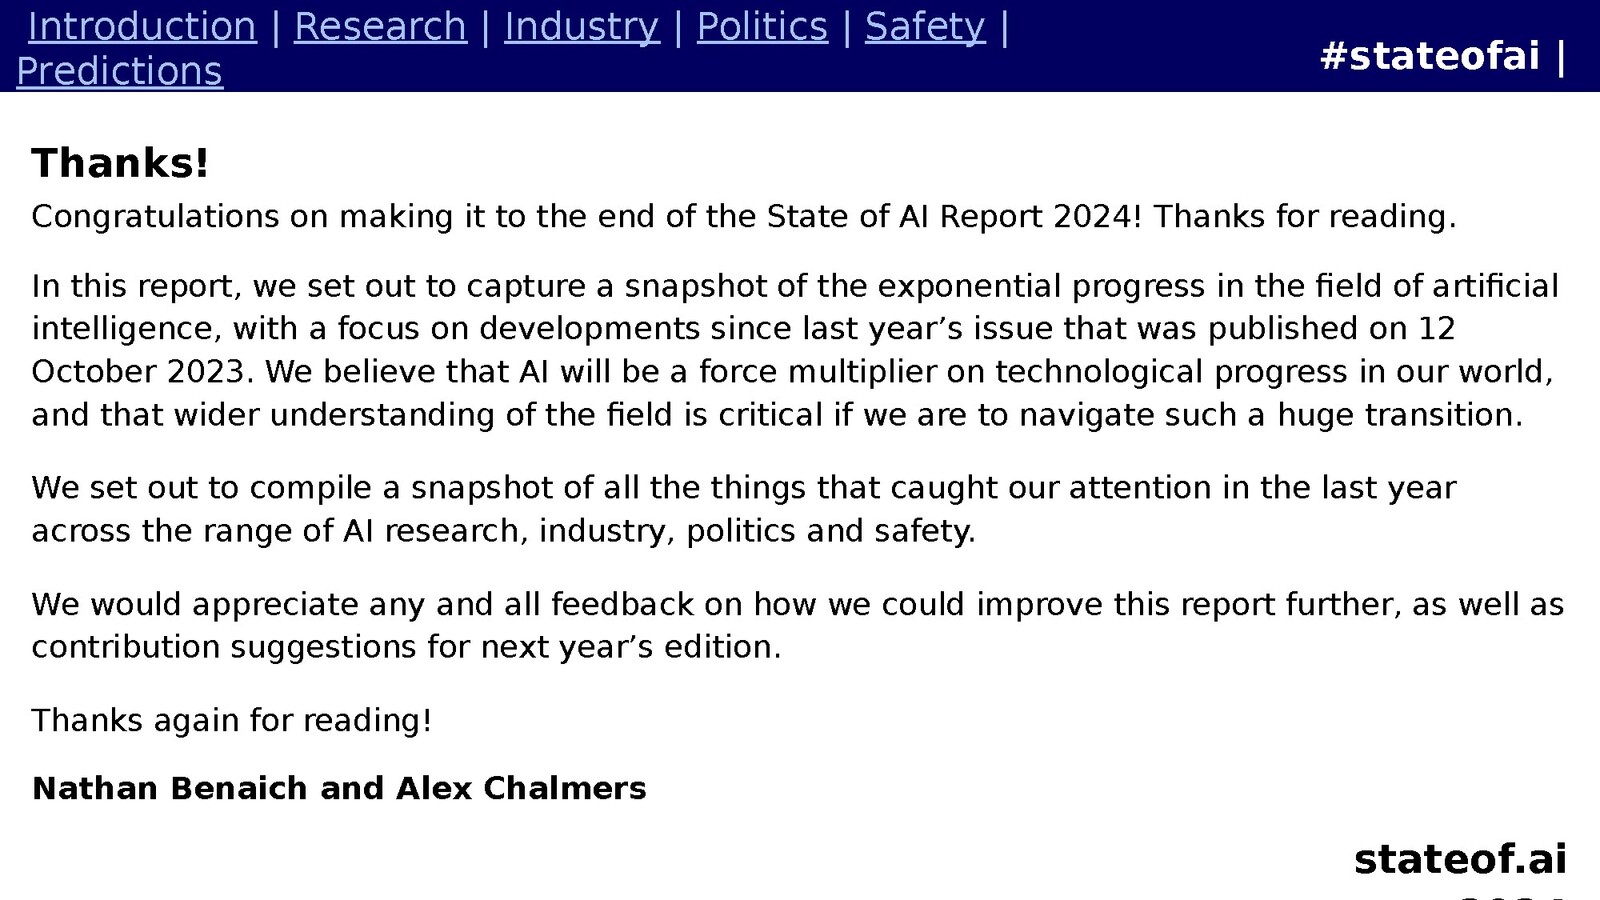 Introduction | Research | Industry | Politics | Safety |
Predictions
#stateofai |
Thanks!
Congratulations on making it to the end of the State of AI Report 2024! Thanks for reading.
In this report, we set out to capture a snapshot of the exponential progress in the field of artificial
intelligence, with a focus on developments since last year’s issue that was published on 12
October 2023. We believe that AI will be a force multiplier on technological progress in our world,
and that wider understanding of the field is critical if we are to navigate such a huge transition.
We set out to compile a snapshot of all the things that caught our attention in the last year
across the range of AI research, industry, politics and safety.
We would appreciate any and all feedback on how we could improve this report further, as well as
contribution suggestions for next year’s edition.
Thanks again for reading!
Nathan Benaich and Alex Chalmers
stateof.ai